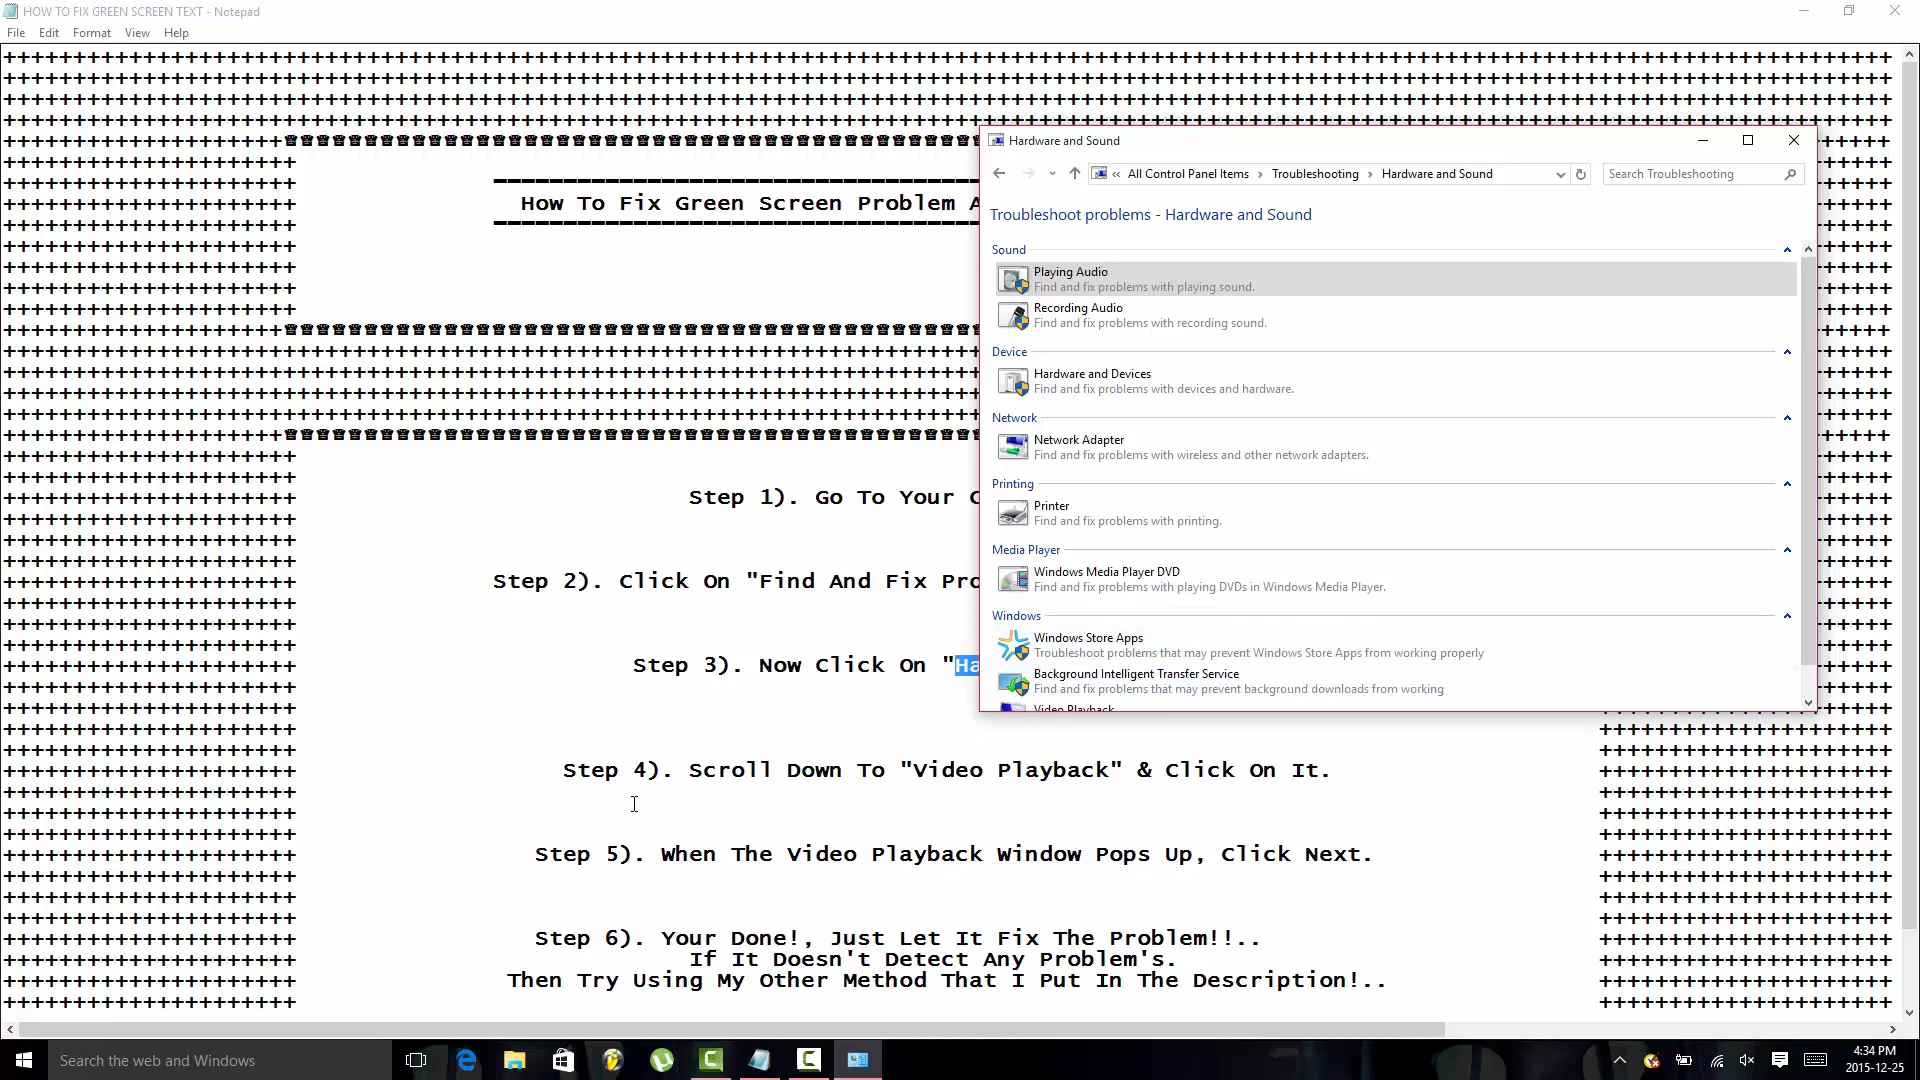 HOW TO FIX GREEN SCREEN TEXT - Notepad
File Edit Format View Help
How To Fix Green Screen Problem A
Step 1). Go To Your C
Step 2). Click On "Find And Fix Pro
Step 3). Now Click On "Ha
Step 4). Scroll Down To "Video Playback" & Click On It.
Step 5). When The Video Playback Window Pops Up, Click Next.
Step 6). Your Done!, Just Let It Fix The Problem!!..
If It Doesn't Detect Any Problem's.
Then Try Using My Other Method That I Put In The Description!..
Hardware and Sound
« All Control Panel Items > Troubleshooting > Hardware and Sound
Search Troubleshooting
Troubleshoot problems - Hardware and Sound
Sound
Playing Audio
Find and fix problems with playing sound.
Recording Audio
Find and fix problems with recording sound.
Device
Hardware and Devices
Find and fix problems with devices and hardware.
Network
Network Adapter
Find and fix problems with wireless and other network adapters.
Printing
Printer
Find and fix problems with printing.
Media Player
Windows Media Player DVD
Find and fix problems with playing DVDs in Windows Media Player.
Windows
Windows Store Apps
Troubleshoot problems that may prevent Windows Store Apps from working properly
Background Intelligent Transfer Service
Find and fix problems that may prevent background downloads from working
Video Playback
Search the web and Windows
4:34 PM
2015-12-25